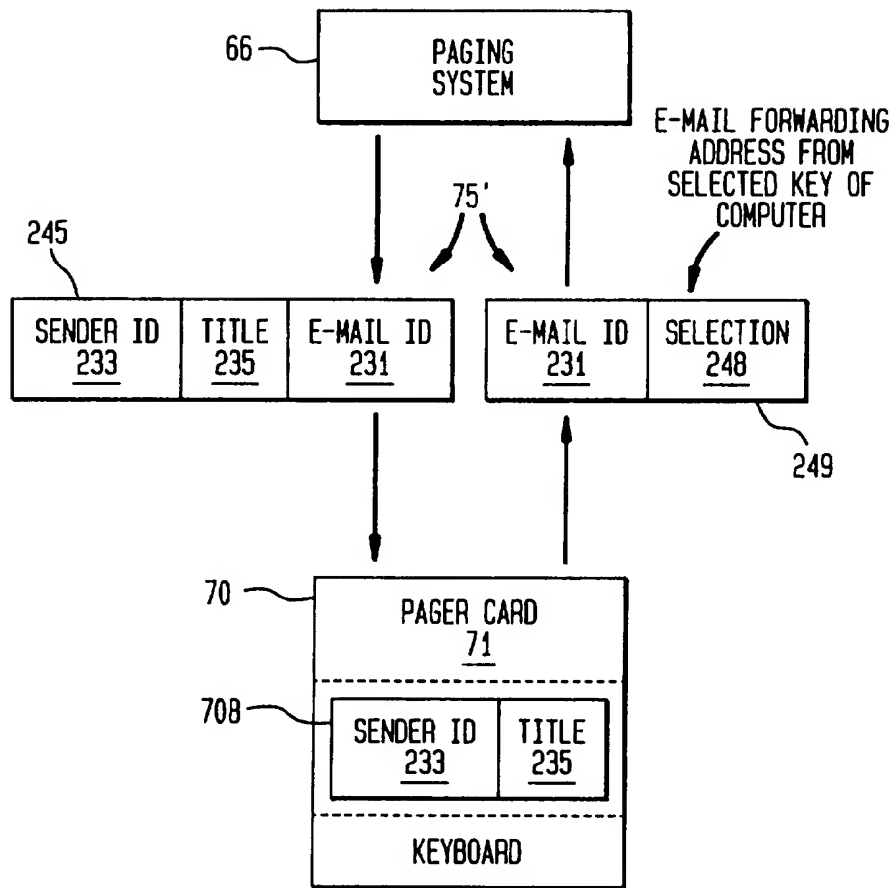 66
PAGING
SYSTEM
E-MAIL FORWARDING
ADDRESS FROM
SELECTED KEY OF
COMPUTER
75'
245
SENDER ID
233
TITLE
235
E-MAIL ID
231
E-MAIL ID
231
SELECTION
248
249
70
PAGER CARD
71
70B
SENDER ID
233
TITLE
235
KEYBOARD